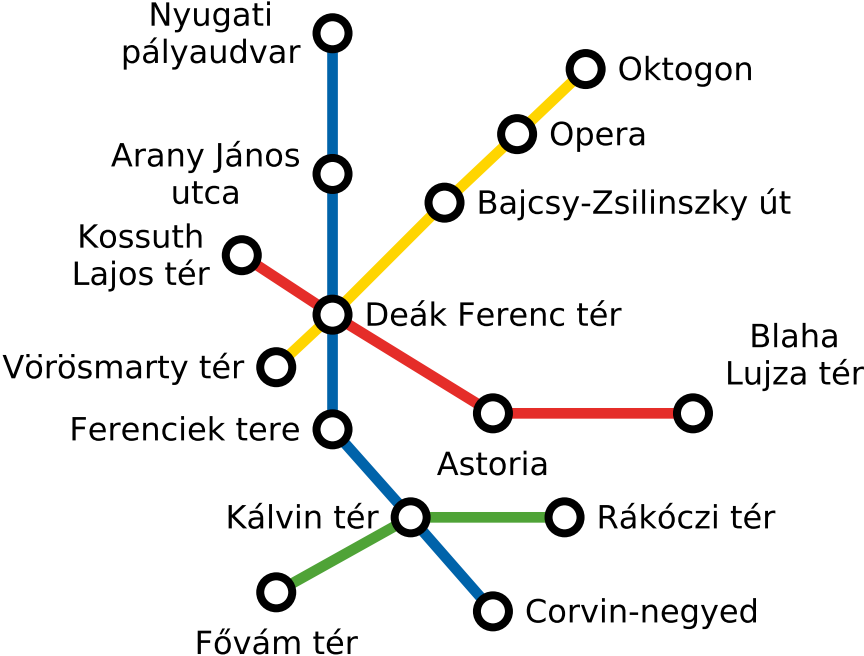 Nyugati
pályaudvar
Oktogon
Opera
Arany János
utca
Bajcsy-Zsilinszky út
Kossuth
Lajos tér
Deák Ferenc tér
Blaha
Lujza tér
Vörösmarty tér
Ferenciek tere
Astoria
Kálvin tér
Rákóczi tér
Corvin-negyed
Fővám tér